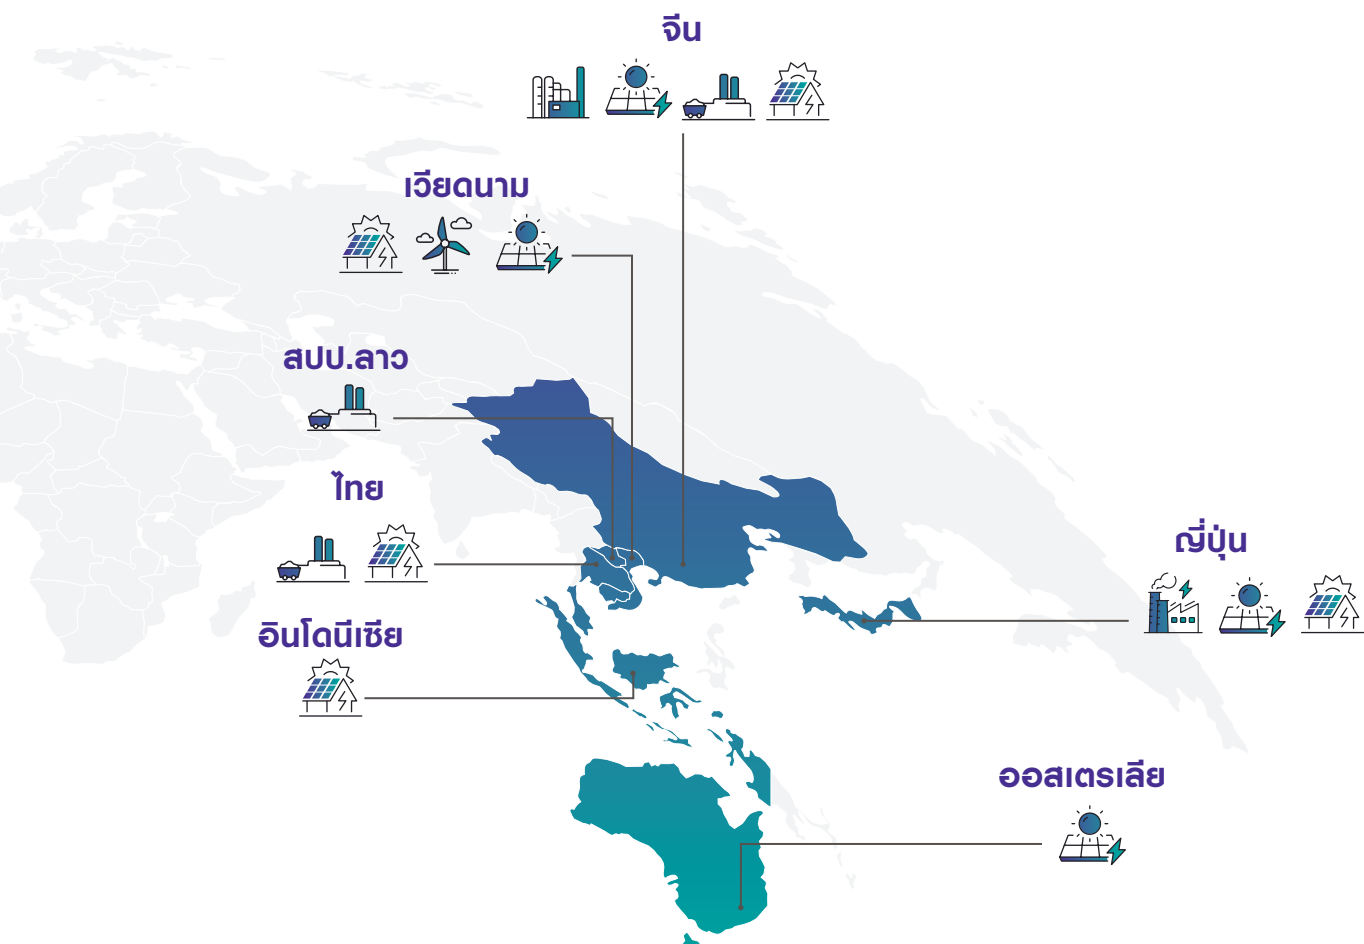 จีน
เวียดนาม
สปป.ลาว
ไทย
ญี่ปุ่น
อินโดนีเซีย
ออสเตรเลีย